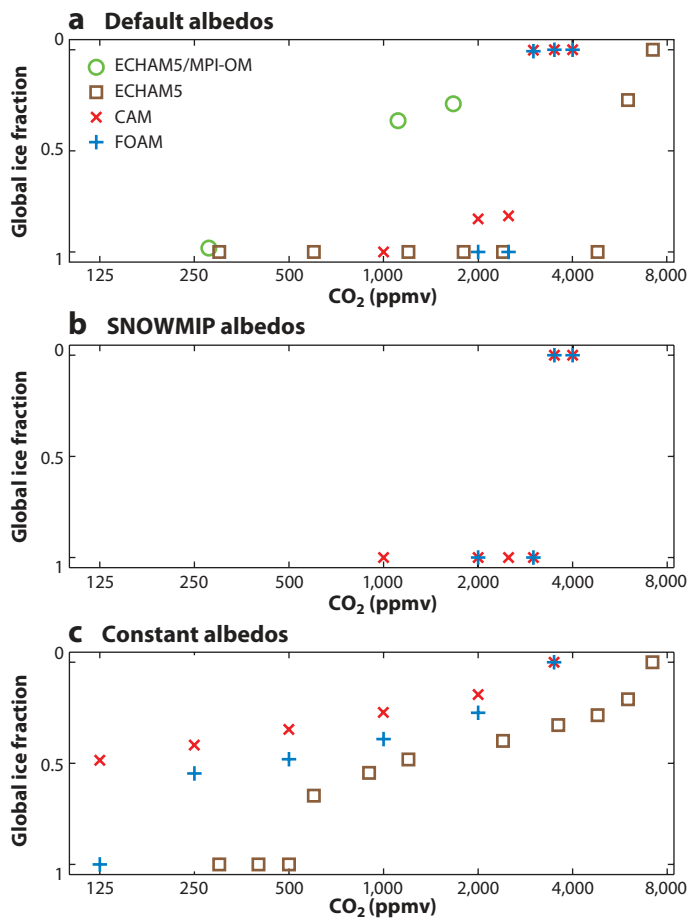 a Default albedos
0
0.5
1
Global ice fraction
ECHAM5/MPI-OM
ECHAM5
CAM
FOAM
125 250 500 1,000 2,000 4,000 8,000
CO₂ (ppmv)
b SNOWMIP albedos
0
0.5
1
Global ice fraction
125 250 500 1,000 2,000 4,000 8,000
CO₂ (ppmv)
c Constant albedos
0
0.5
1
Global ice fraction
125 250 500 1,000 2,000 4,000 8,000
CO₂ (ppmv)